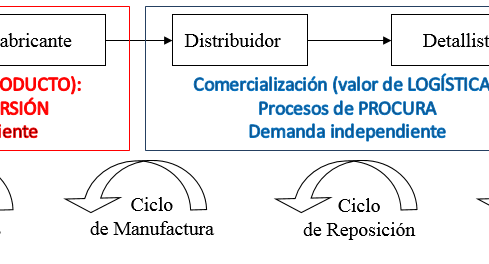 abricante
Distribuidor
Detallist
ODUCTO):
RSIÓN
iente
Comercialización (valor de LOGÍSTICA
Procesos de PROCURA
Demanda independiente
Ciclo
de Manufactura
Ciclo
de Reposición